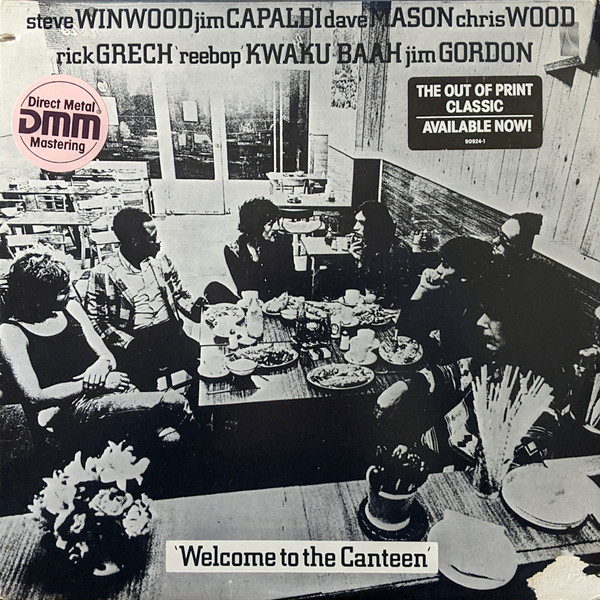 steve WINWOOD jim CAPALDI dave MASON chris WOOD
rick GRECH 'reebop' KWAKU BAAH jim GORDON
Direct Metal
DMM
Mastering
THE OUT OF PRINT
CLASSIC
AVAILABLE NOW!
90924-1
'Welcome to the Canteen'